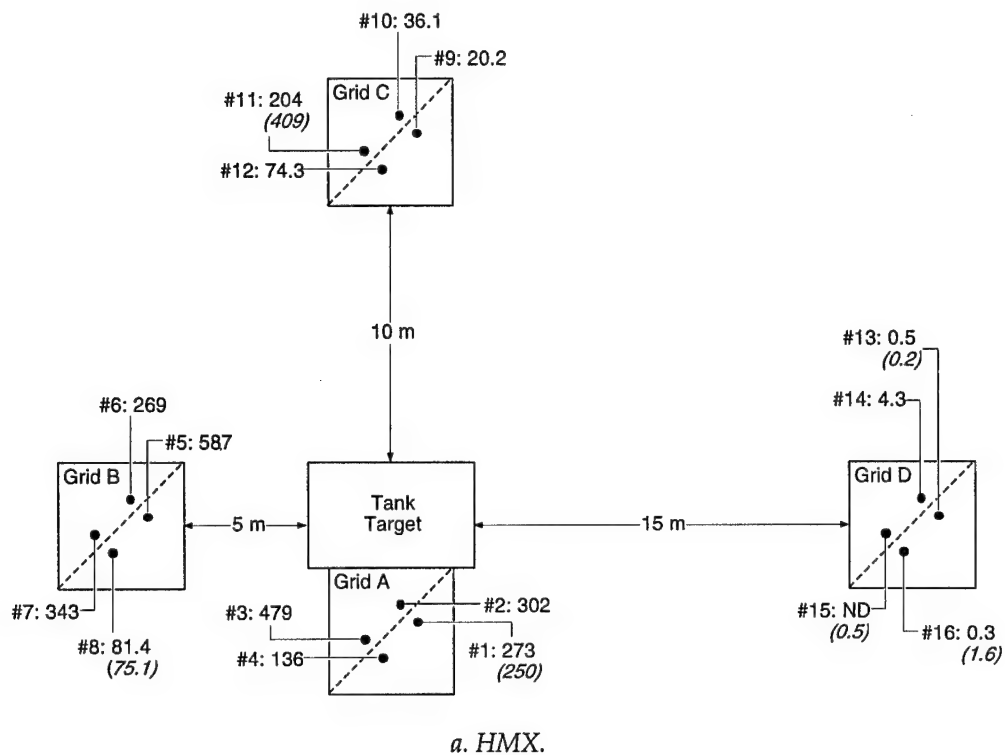 #10: 36.1
#9: 20.2
Grid C
#11: 204
(409)
#12: 74.3
10 m
#13: 0.5
(0.2)
#14: 4.3
#6: 269
#5: 587
Grid B
Tank
Target
Grid D
5 m
15 m
Grid A
#7: 343
#8: 81.4
(75.1)
#3: 479
#4: 136
#2: 302
#1: 273
(250)
#15: ND
(0.5)
#16: 0.3
(1.6)
a. HMX.